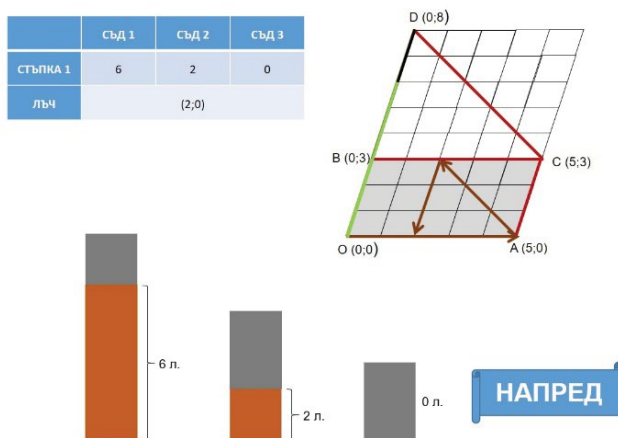 СЪД 1 СЪД 2 СЪД 3
СТЪПКА 1 6 2 0
ЛЪЧ (2;0)
D (0;8)
B (0;3)
C (5;3)
O (0;0)
A (5;0)
6 л.
2 л.
0 л.
НАПРЕД